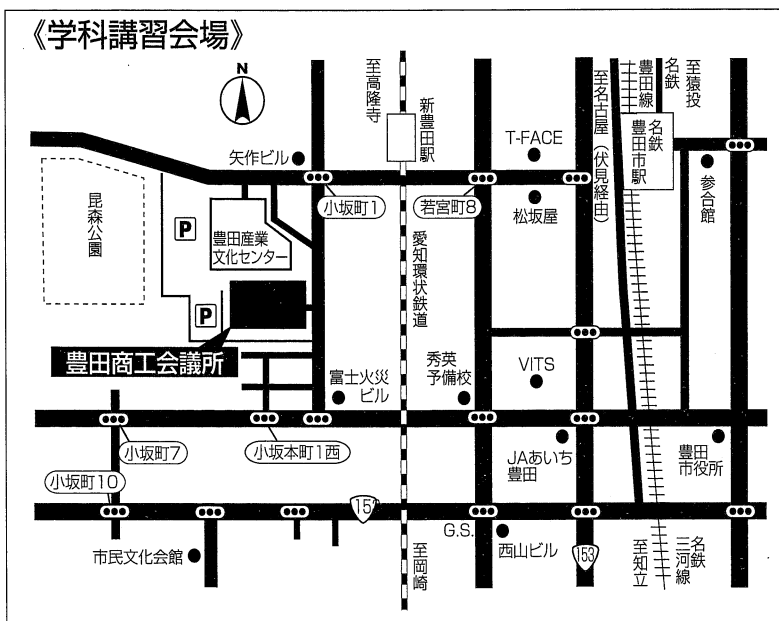 《学科講習会場》
N
至高隆寺
新豊田駅
T-FACE
至名古屋(伏見経由)
名鉄
豊田線
至猿投
名鉄
豊田市駅
参合館
矢作ビル
小坂町1
若宮町8
松坂屋
昆森公園
P
豊田産業
文化センター
愛知環状鉄道
P
豊田商工会議所
富士火災
ビル
秀英
予備校
VITS
小坂町7
小坂本町1西
JAあいち
豊田
豊田
市役所
小坂町10
G.S.
西山ビル
153
市民文化会館
至岡崎
至知立
名鉄
三河線